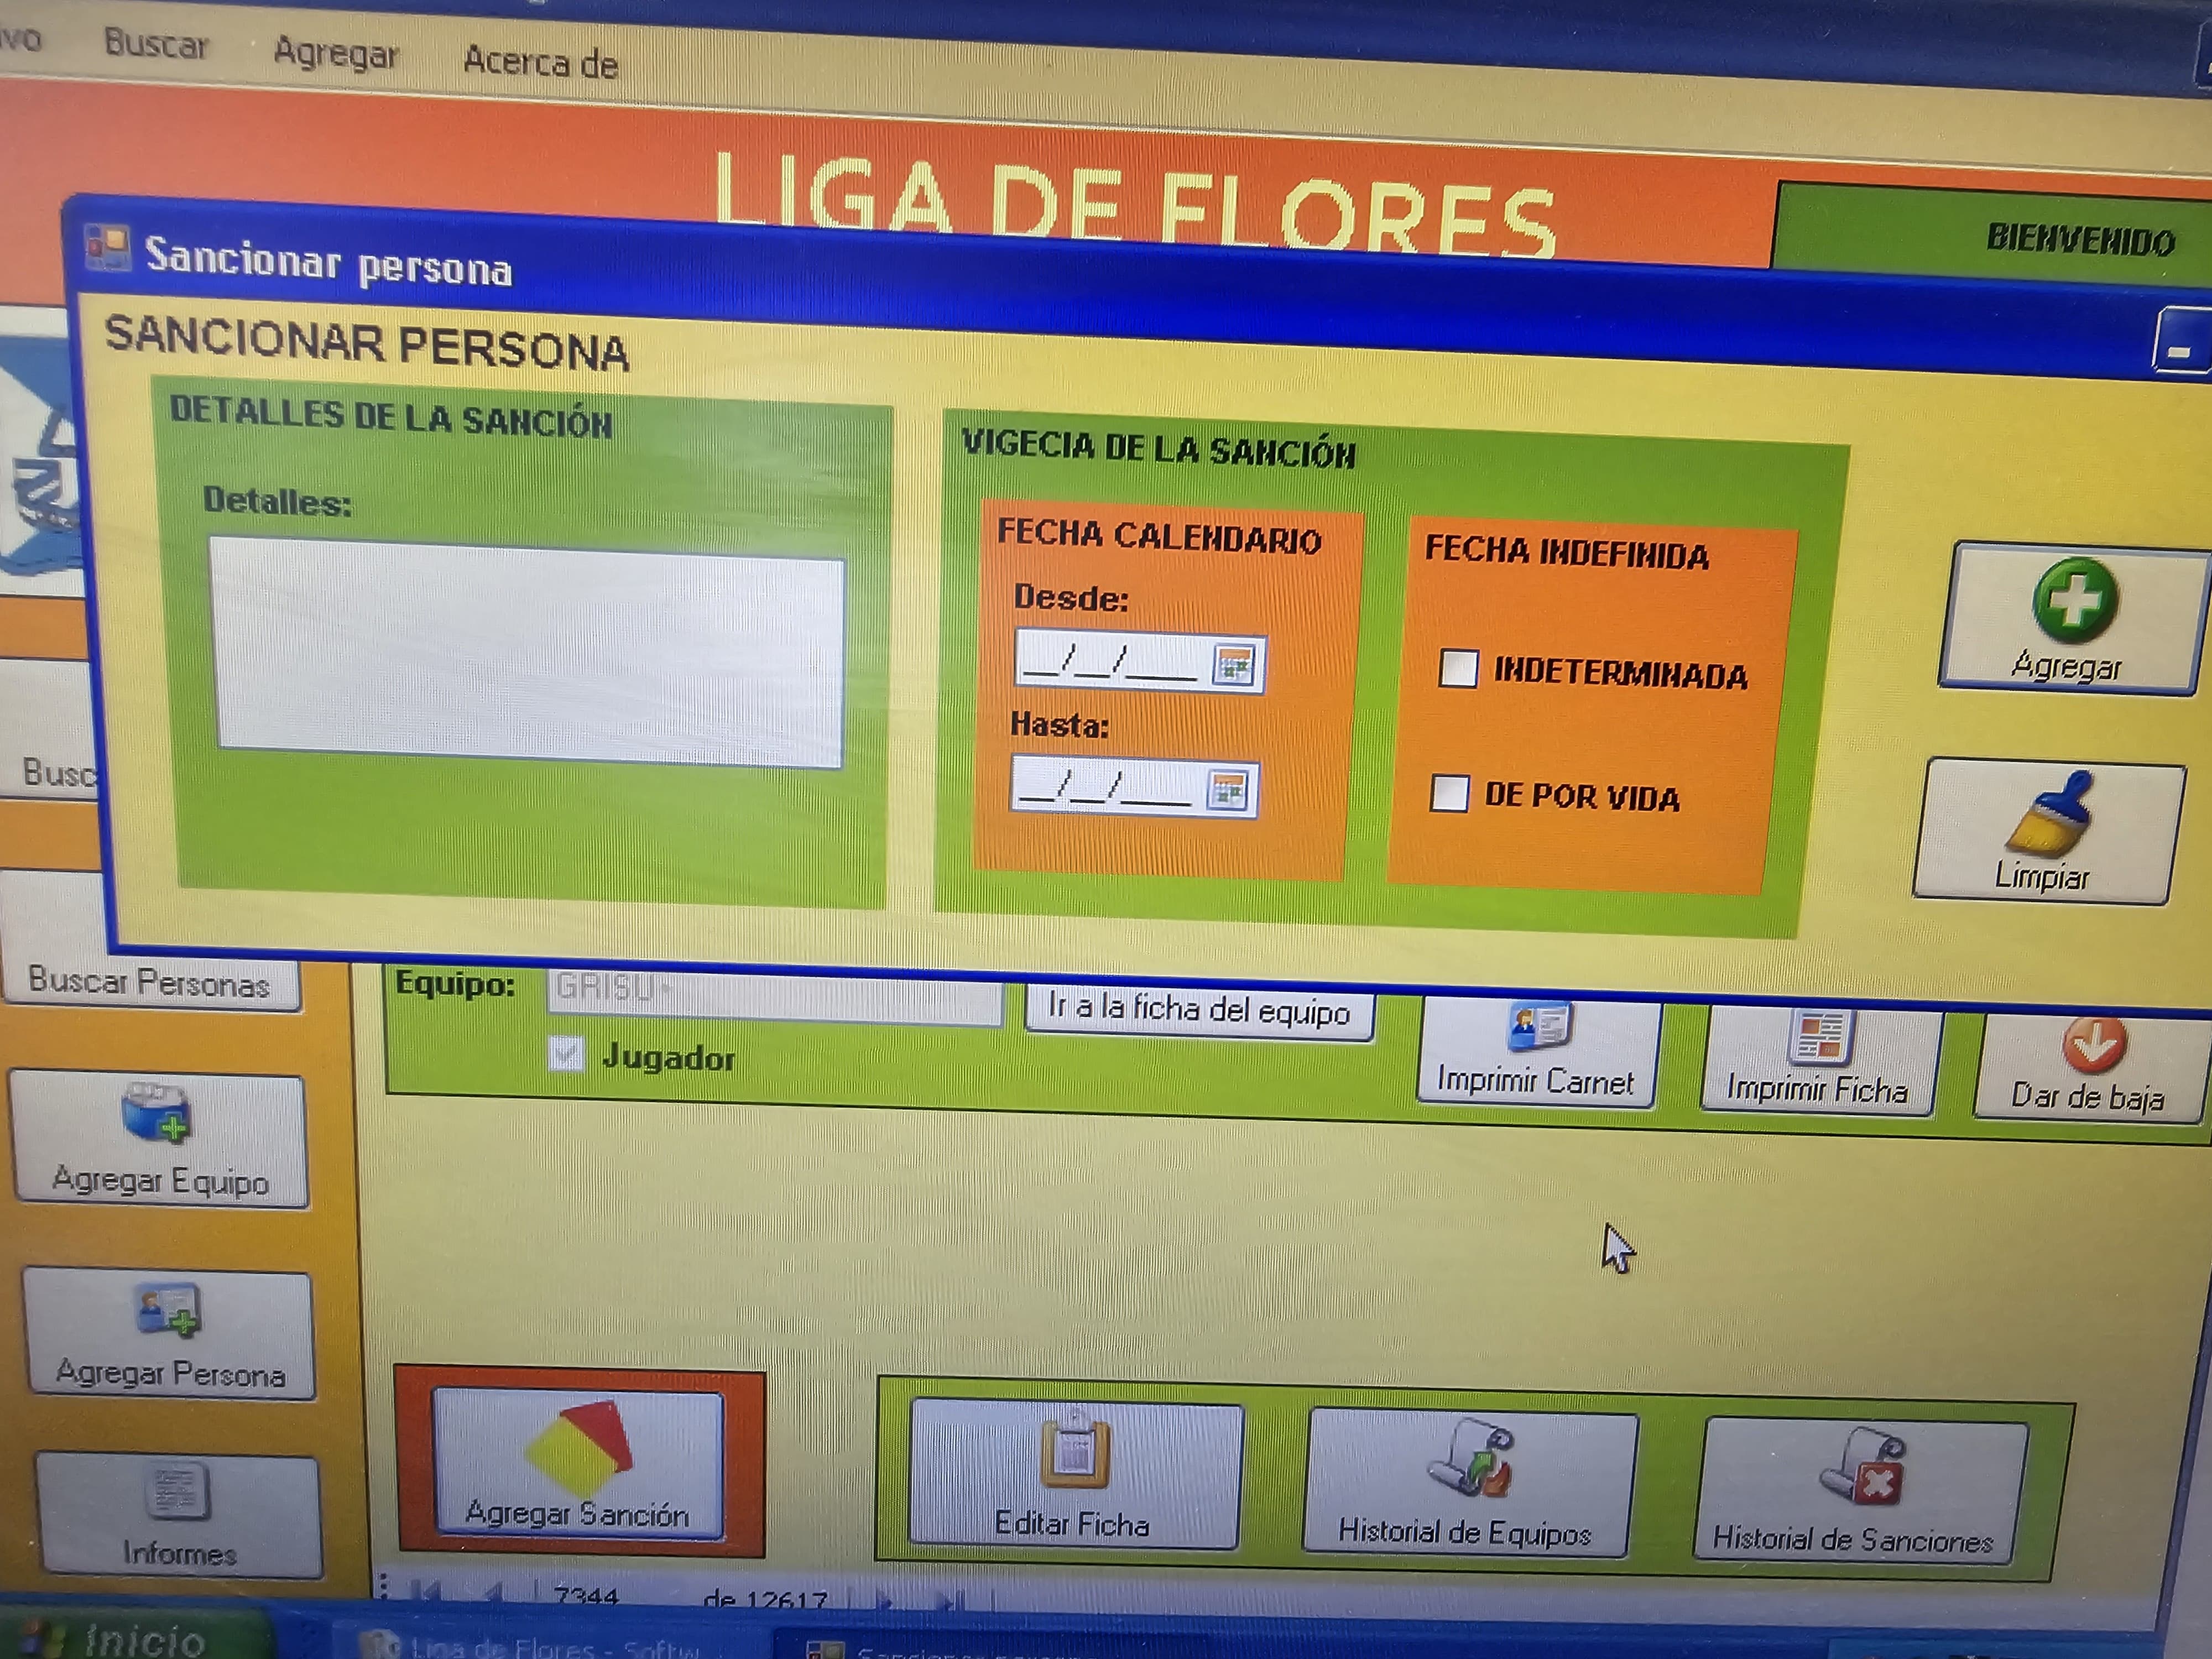 Buscar Agregar Acerca de
LIGA DE FLORES
BIENVENIDO
Sancionar persona
SANCIONAR PERSONA
DETALLES DE LA SANCIÓN
Detalles:
VIGECIA DE LA SANCIÓN
FECHA CALENDARIO
Desde:
__/__/____
Hasta:
__/__/____
FECHA INDEFINIDA
INDETERMINADA
DE POR VIDA
Agregar
Limpiar
Buscar Personas
Agregar Equipo
Agregar Persona
Informes
Equipo: GRISU
Ir a la ficha del equipo
Jugador
Imprimir Carnet
Imprimir Ficha
Dar de baja
Agregar Sanción
Editar Ficha
Historial de Equipos
Historial de Sanciones
7344 de 12617
Inicio
Liga de Flores - Softw